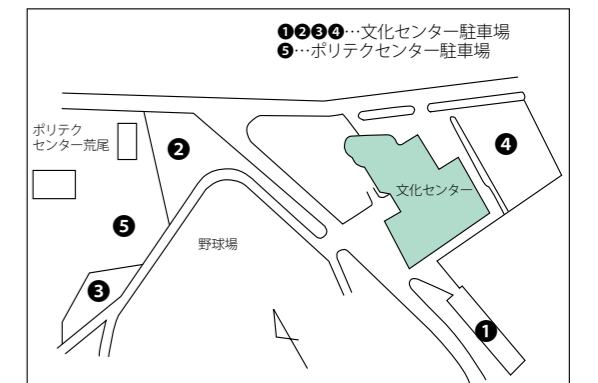 ❶❷❸❹…文化センター駐車場
❺…ポリテクセンター駐車場
ポリテク
センター荒尾
❷
❹
文化センター
❺
野球場
❸
❶